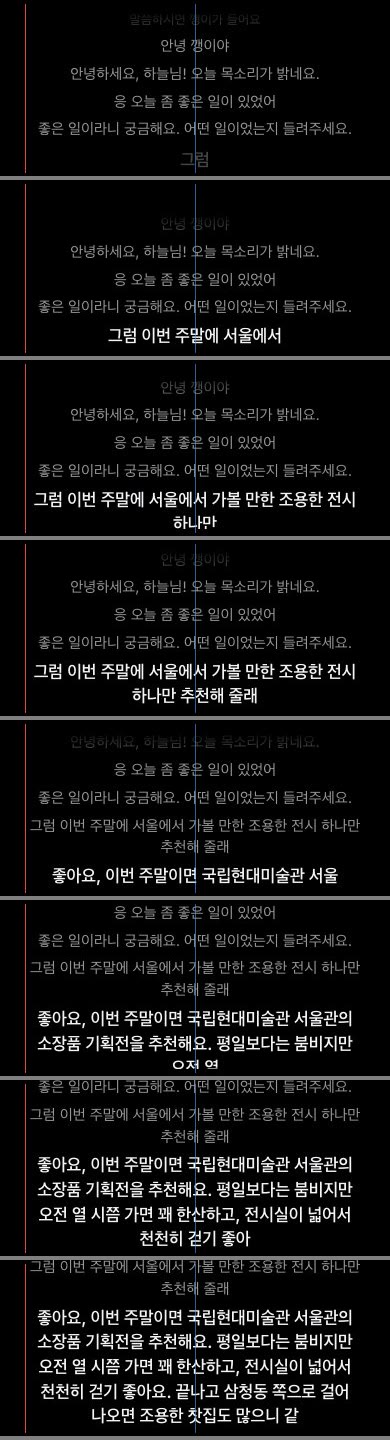 말씀하시면 깽이가 들어요
안녕 깽이야
안녕하세요, 하늘님! 오늘 목소리가 밝네요.
응 오늘 좀 좋은 일이 있었어
좋은 일이라니 궁금해요. 어떤 일이었는지 들려주세요.
그럼
안녕 깽이야
안녕하세요, 하늘님! 오늘 목소리가 밝네요.
응 오늘 좀 좋은 일이 있었어
좋은 일이라니 궁금해요. 어떤 일이었는지 들려주세요.
그럼 이번 주말에 서울에서
안녕 깽이야
안녕하세요, 하늘님! 오늘 목소리가 밝네요.
응 오늘 좀 좋은 일이 있었어
좋은 일이라니 궁금해요. 어떤 일이었는지 들려주세요.
그럼 이번 주말에 서울에서 가볼 만한 조용한 전시
하나만
안녕 깽이야
안녕하세요, 하늘님! 오늘 목소리가 밝네요.
응 오늘 좀 좋은 일이 있었어
좋은 일이라니 궁금해요. 어떤 일이었는지 들려주세요.
그럼 이번 주말에 서울에서 가볼 만한 조용한 전시
하나만 추천해 줄래
안녕하세요, 하늘님! 오늘 목소리가 밝네요.
응 오늘 좀 좋은 일이 있었어
좋은 일이라니 궁금해요. 어떤 일이었는지 들려주세요.
그럼 이번 주말에 서울에서 가볼 만한 조용한 전시 하나만
추천해 줄래
좋아요, 이번 주말이면 국립현대미술관 서울
응 오늘 좀 좋은 일이 있었어
좋은 일이라니 궁금해요. 어떤 일이었는지 들려주세요.
그럼 이번 주말에 서울에서 가볼 만한 조용한 전시 하나만
추천해 줄래
좋아요, 이번 주말이면 국립현대미술관 서울관의
소장품 기획전을 추천해요. 평일보다는 붐비지만
오전 열
좋은 일이라니 궁금해요. 어떤 일이었는지 들려주세요.
그럼 이번 주말에 서울에서 가볼 만한 조용한 전시 하나만
추천해 줄래
좋아요, 이번 주말이면 국립현대미술관 서울관의
소장품 기획전을 추천해요. 평일보다는 붐비지만
오전 열 시쯤 가면 꽤 한산하고, 전시실이 넓어서
천천히 걷기 좋아
그럼 이번 주말에 서울에서 가볼 만한 조용한 전시 하나만
추천해 줄래
좋아요, 이번 주말이면 국립현대미술관 서울관의
소장품 기획전을 추천해요. 평일보다는 붐비지만
오전 열 시쯤 가면 꽤 한산하고, 전시실이 넓어서
천천히 걷기 좋아요. 끝나고 삼청동 쪽으로 걸어
나오면 조용한 찻집도 많으니 같